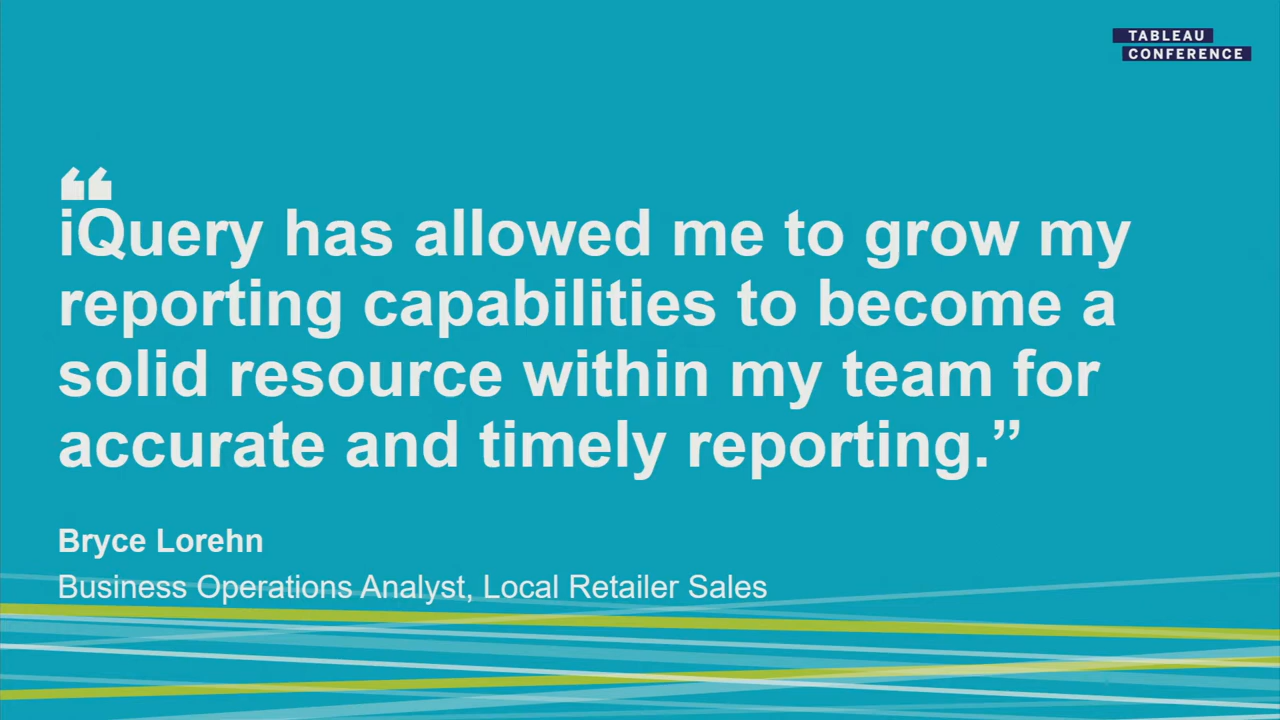 TABLEAU
CONFERENCE
“
iQuery has allowed me to grow my
reporting capabilities to become a
solid resource within my team for
accurate and timely reporting.”
Bryce Lorehn
Business Operations Analyst, Local Retailer Sales